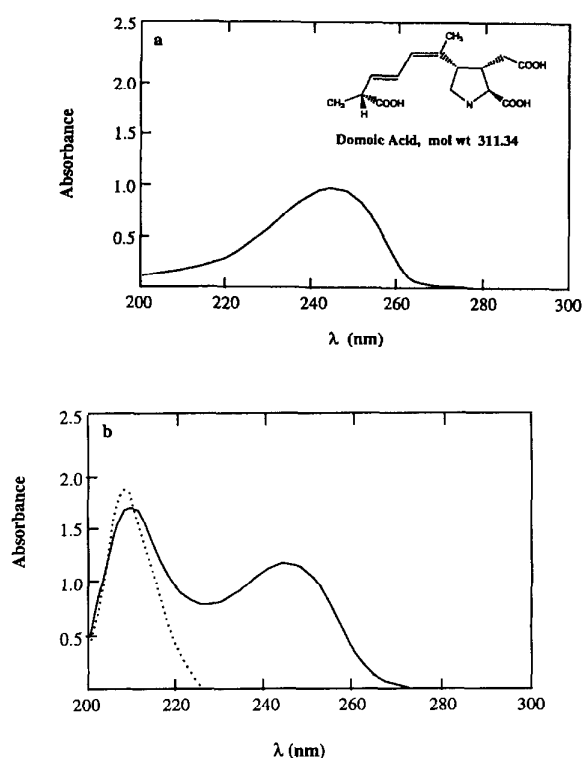 a
2.5
2.0
1.5
1.0
0.5
Absorbance
CH₃
COOH
CH₃
COOH
H
N
COOH
Domoic Acid, mol wt 311.34
200 220 240 260 280 300
λ (nm)
b
2.5
2.0
1.5
1.0
0.5
Absorbance
200 220 240 260 280 300
λ (nm)